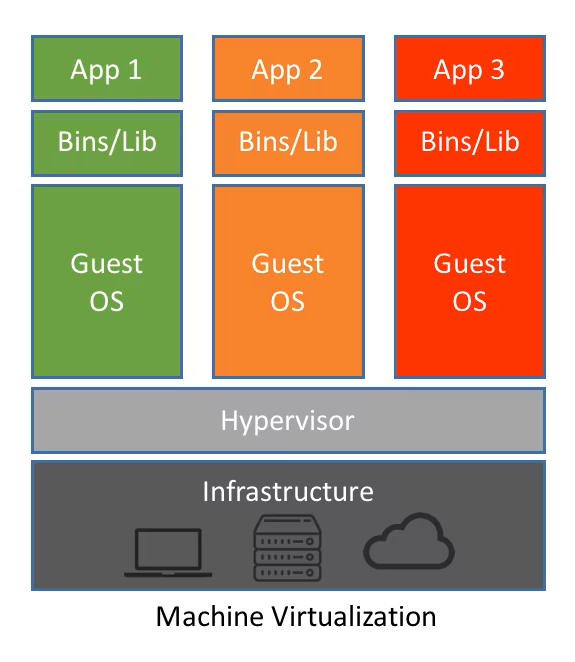 App 1
App 2
App 3
Bins/Lib
Bins/Lib
Bins/Lib
Guest
OS
Guest
OS
Guest
OS
Hypervisor
Infrastructure
Machine Virtualization